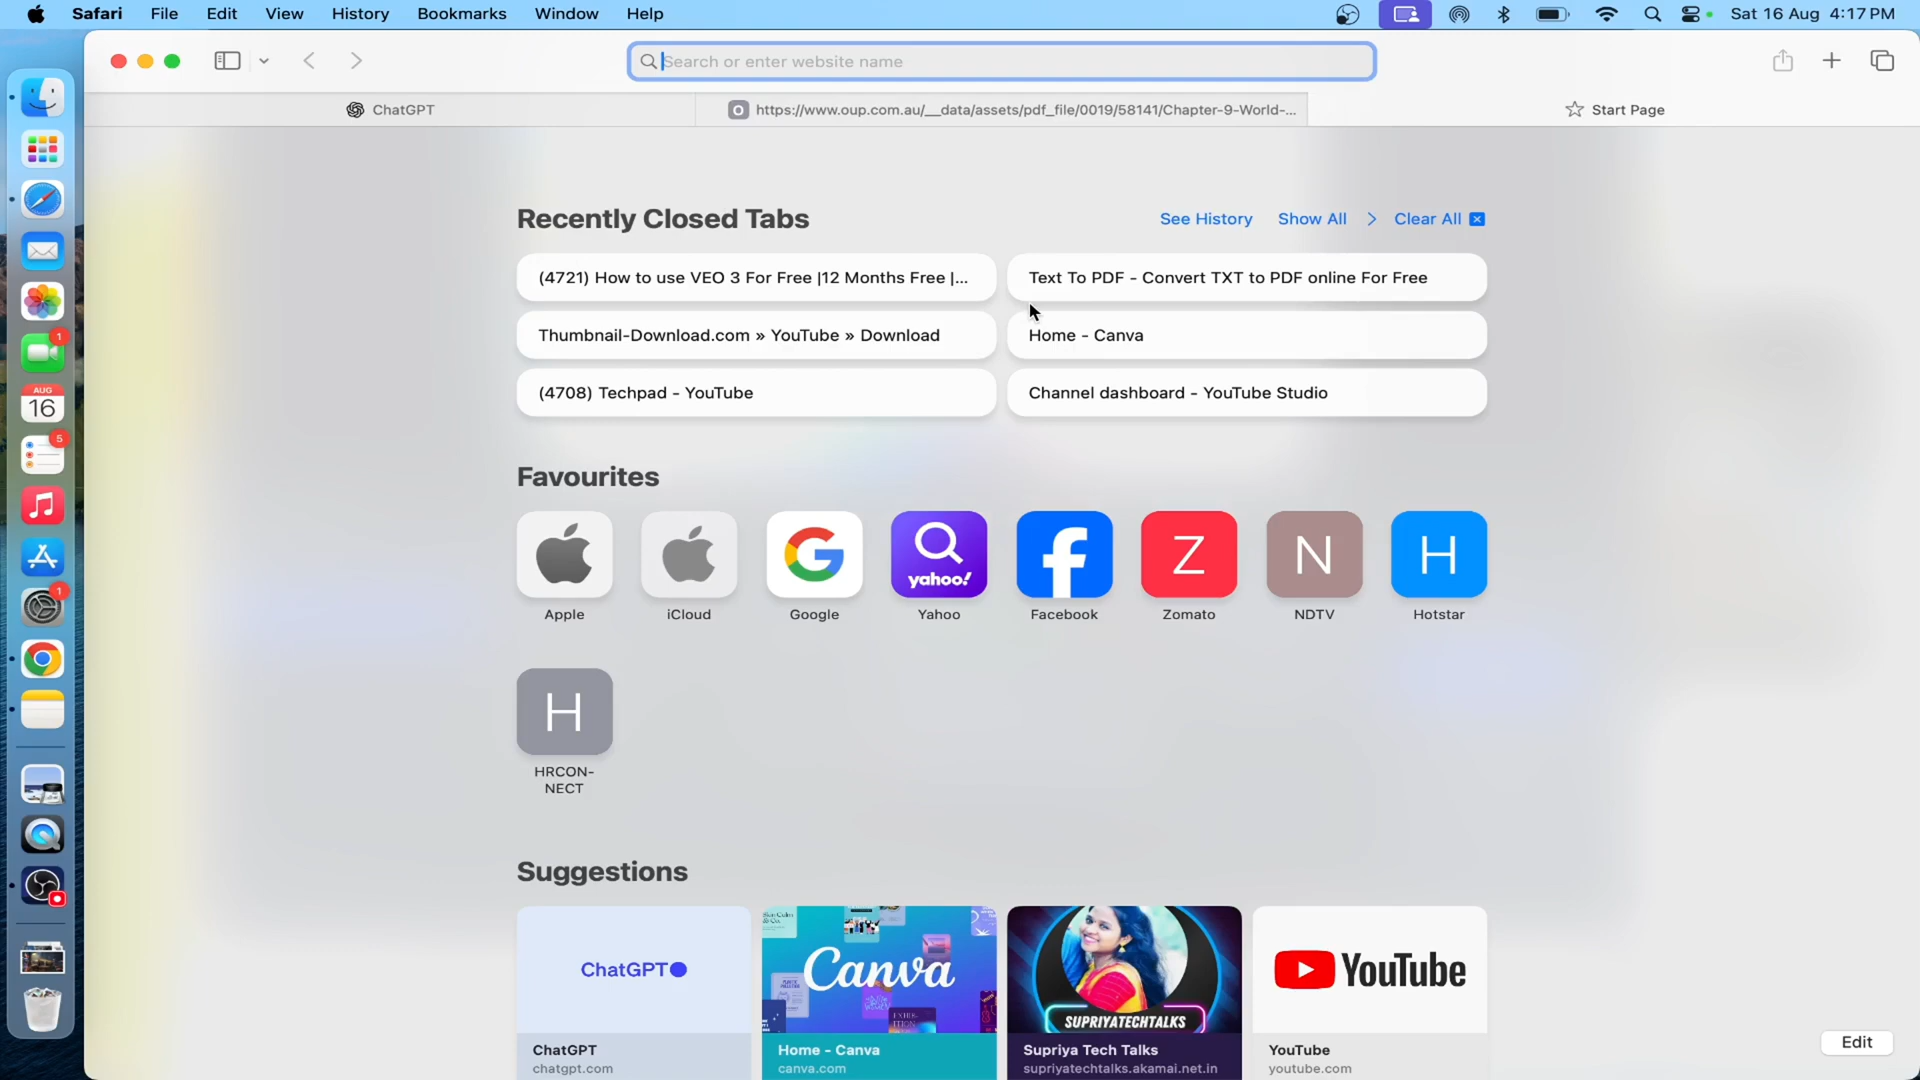 Safari File Edit View History Bookmarks Window Help Sat 16 Aug 4:17 PM
Search or enter website name
ChatGPT https://www.oup.com.au/__data/assets/pdf_file/0019/58141/Chapter-9-World-... Start Page
Recently Closed Tabs See History Show All > Clear All
(4721) How to use VEO 3 For Free |12 Months Free |... Text To PDF - Convert TXT to PDF online For Free
Thumbnail-Download.com » YouTube » Download Home - Canva
(4708) Techpad - YouTube Channel dashboard - YouTube Studio
1
AUG
16
5
1
Favourites
yahoo! Z N H
Apple iCloud Google Yahoo Facebook Zomato NDTV Hotstar
H
HRCON-
NECT
Suggestions
ChatGPT Canva SUPRIYATECHTALKS YouTube
ChatGPT Home - Canva Supriya Tech Talks YouTube
chatgpt.com canva.com supriyatechtalks.akamai.net.in youtube.com
Edit